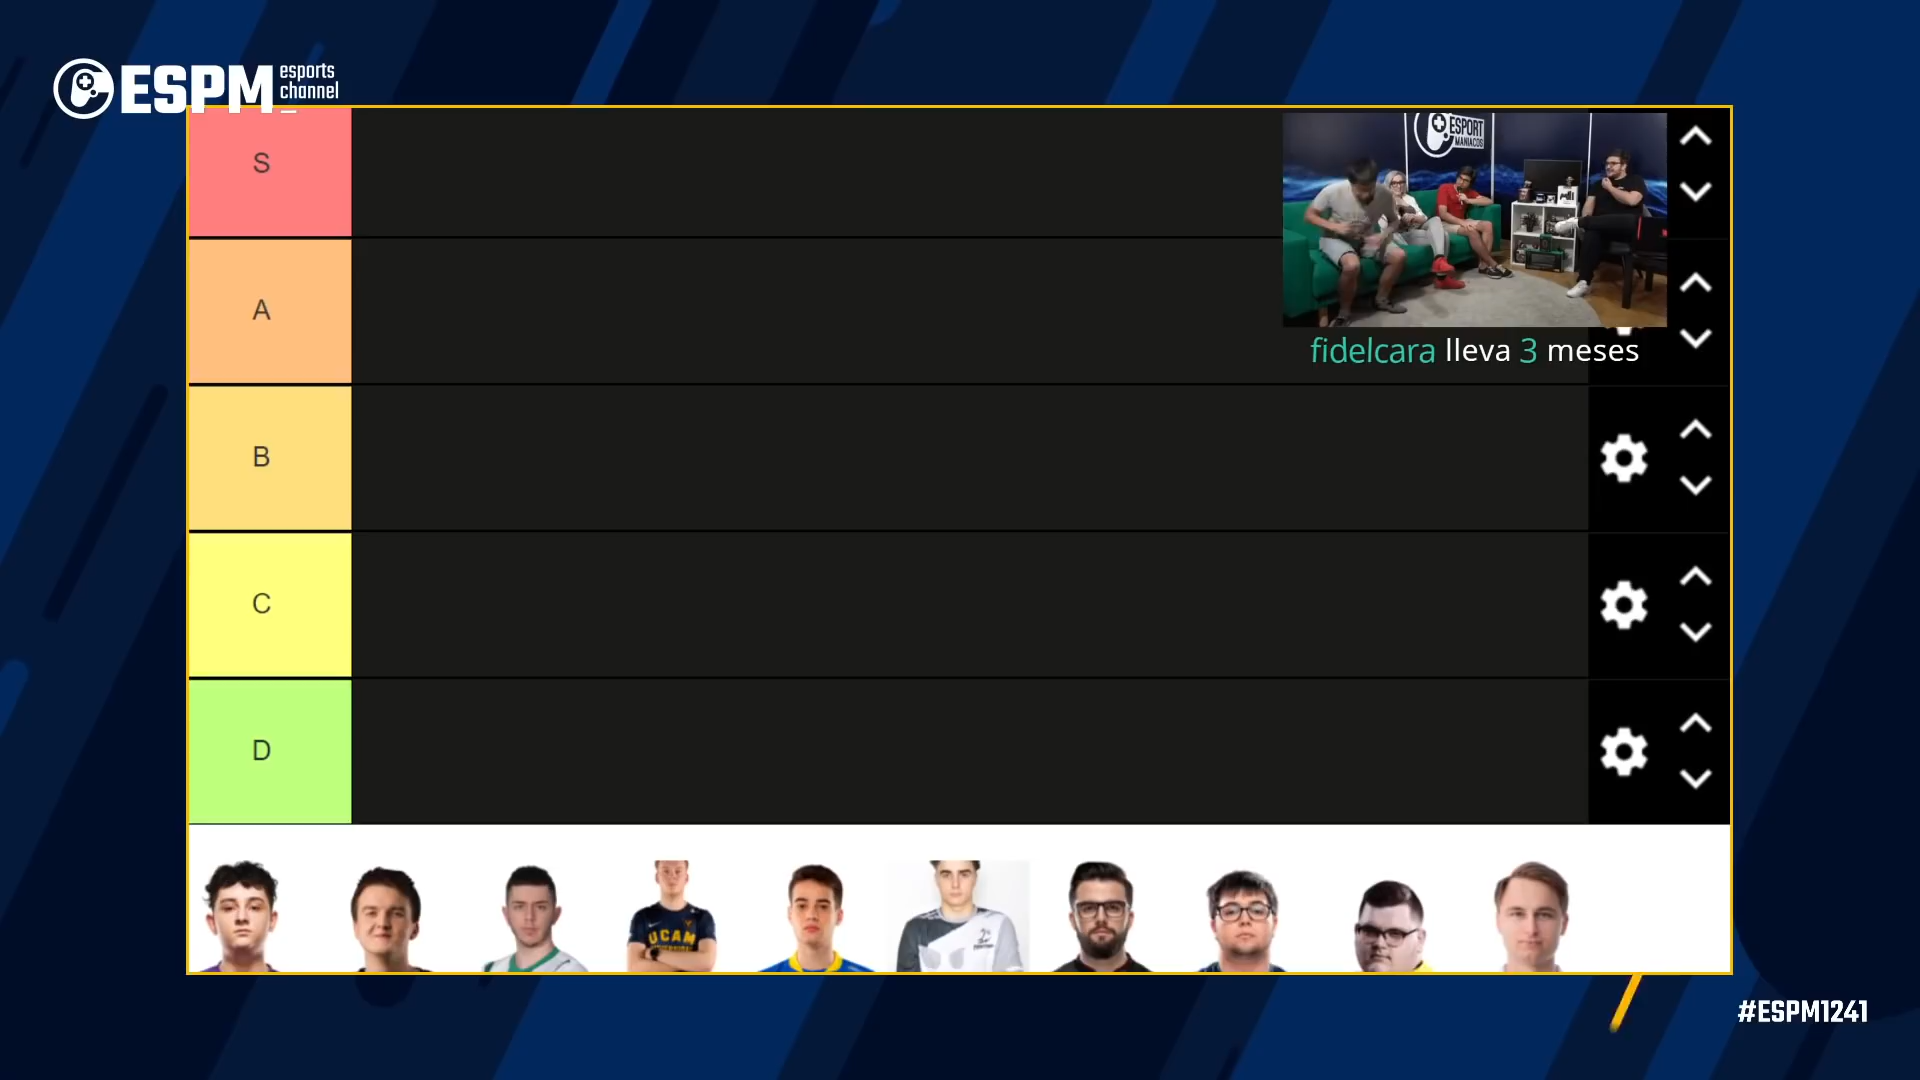 ESPM esports
channel
S
ESPORT
MANIACOS
A
fidelcara lleva 3 meses
B
C
D
UCAM
#ESPM1241